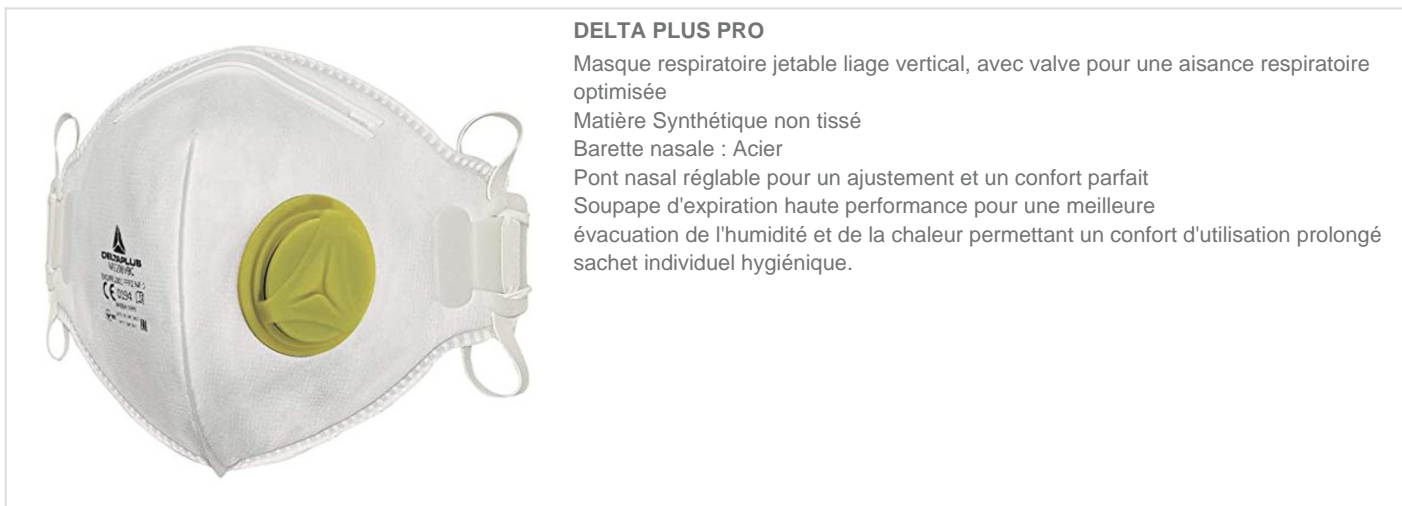 DELTA PLUS PRO
Masque respiratoire jetable liage vertical, avec valve pour une aisance respiratoire
optimisée
Matière Synthétique non tissé
Barette nasale : Acier
Pont nasal réglable pour un ajustement et un confort parfait
Soupape d'expiration haute performance pour une meilleure
évacuation de l'humidité et de la chaleur permettant un confort d'utilisation prolongé
sachet individuel hygiénique.
DELTAPLUS
CE 0194